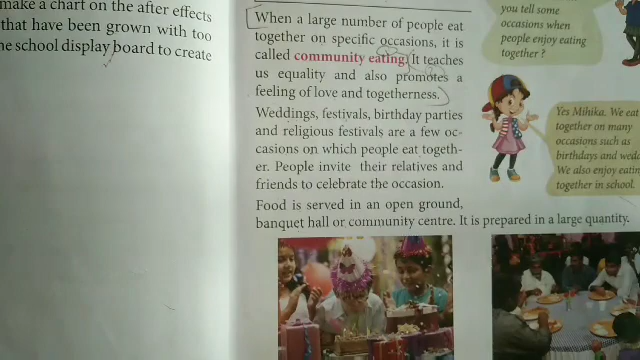 make a chart on the after effects
that have been grown with too
he school display board to create
When a large number of people eat
together on specific occasions, it is
called community eating. It teaches
us equality and also promotes a
feeling of love and togetherness.
Weddings, festivals, birthday parties
and religious festivals are a few oc-
casions on which people eat togeth-
er. People invite their relatives and
friends to celebrate the occasion.
Food is served in an open ground,
banquet hall or community centre. It is prepared in a large quantity.
you tell some
occasions when
people enjoy eating
together ?
Yes Mihika. We eat
together on many
occasions such as
birthdays and wedd
We also enjoy eatin
together in school.